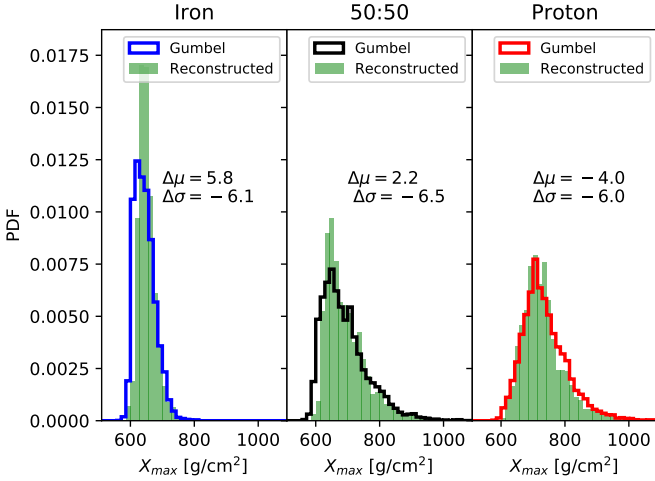 Iron
50:50
Proton
Gumbel
Reconstructed
Gumbel
Reconstructed
Gumbel
Reconstructed
Δμ = 5.8
Δσ = −6.1
Δμ = 2.2
Δσ = −6.5
Δμ = −4.0
Δσ = −6.0
PDF
0.0175
0.0150
0.0125
0.0100
0.0075
0.0050
0.0025
0.0000
600 800 1000
600 800 1000
600 800 1000
X_max [g/cm²]
X_max [g/cm²]
X_max [g/cm²]